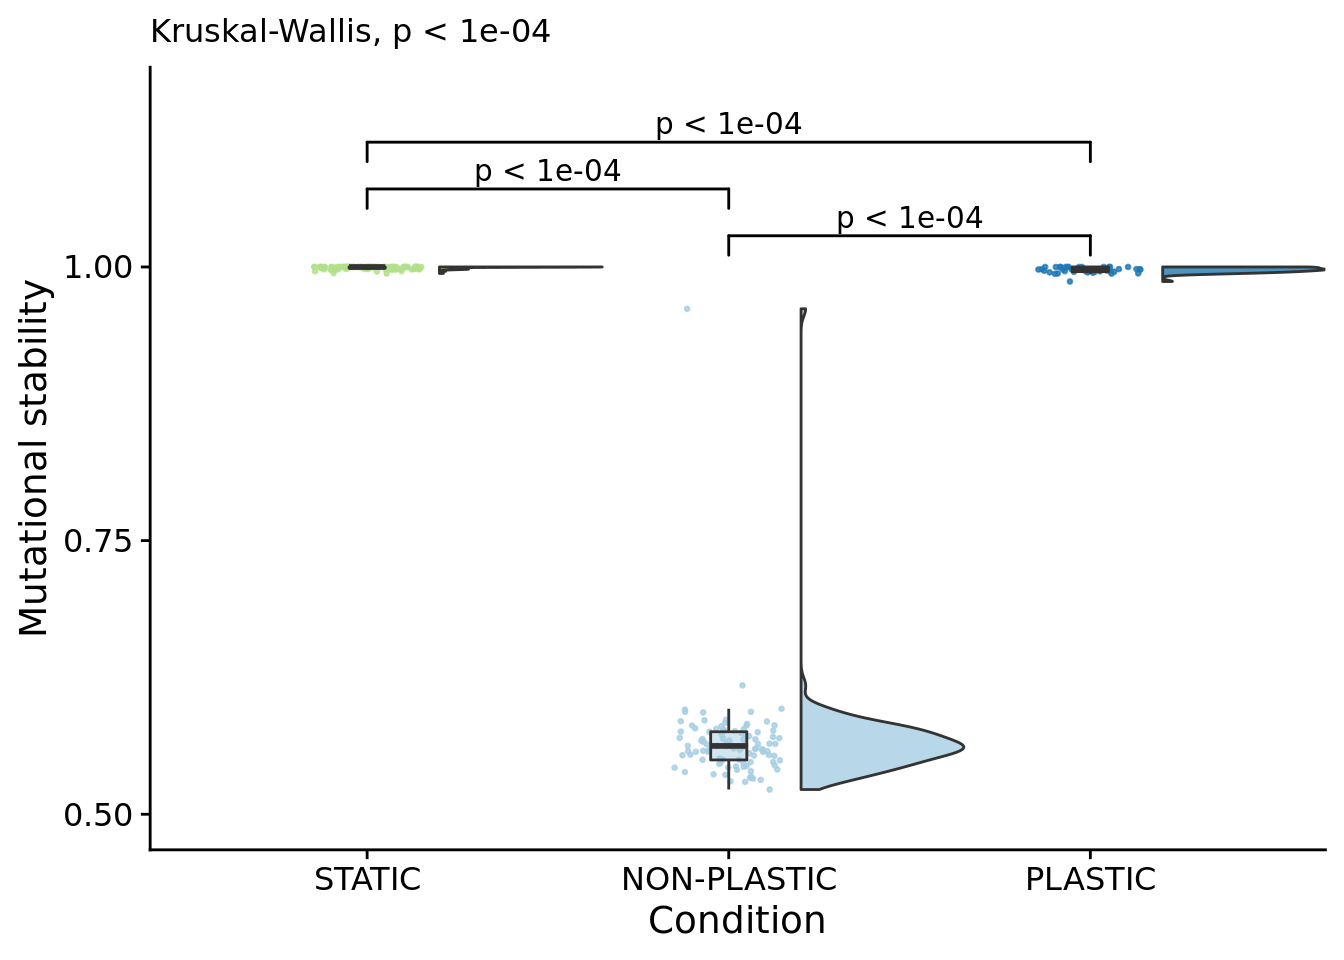 Kruskal-Wallis, p < 1e-04
p < 1e-04
p < 1e-04
p < 1e-04
Mutational stability
1.00
0.75
0.50
STATIC
NON-PLASTIC
PLASTIC
Condition